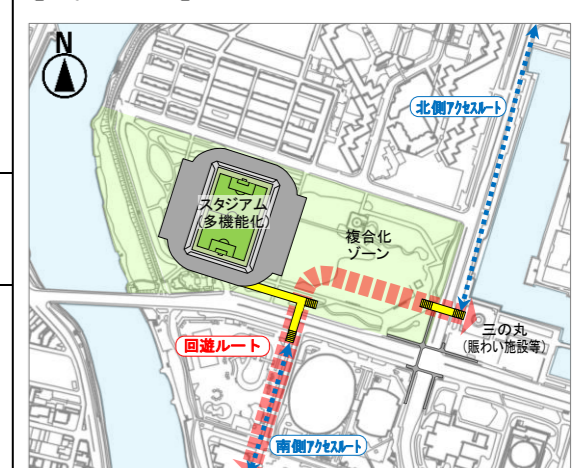 N
北側アクセスルート
スタジアム
(多機能化)
複合化
ゾーン
三の丸
(賑わい施設等)
回遊ルート
南側アクセスルート